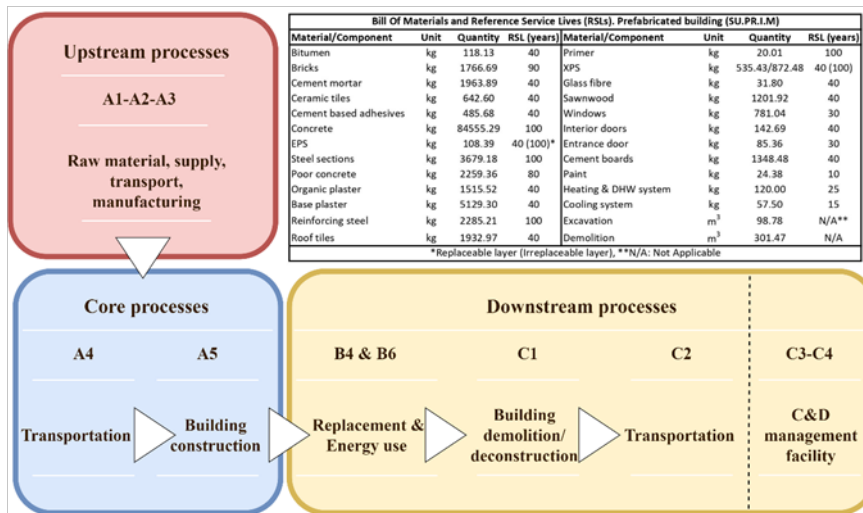 Upstream processes
A1-A2-A3
Raw material, supply,
transport,
manufacturing
Bill Of Materials and Reference Service Lives (RSLs). Prefabricated building (SU.PR.I.M)
Material/Component Unit Quantity RSL (years) Material/Component Unit Quantity RSL (years)
Bitumen kg 118.13 40 Primer kg 20.01 100
Bricks kg 1766.69 90 XPS kg 535.43/872.48 40 (100)
Cement mortar kg 1963.89 40 Glass fibre kg 31.80 40
Ceramic tiles kg 642.60 40 Sawnwood kg 1201.92 40
Cement based adhesives kg 485.68 40 Windows kg 781.04 30
Concrete kg 84555.29 100 Interior doors kg 142.69 40
EPS kg 108.39 40 (100)* Entrance door kg 85.36 30
Steel sections kg 3679.18 100 Cement boards kg 1348.48 40
Poor concrete kg 2259.36 80 Paint kg 24.38 10
Organic plaster kg 1515.52 40 Heating & DHW system kg 120.00 25
Base plaster kg 5129.30 40 Cooling system kg 57.50 15
Reinforcing steel kg 2285.21 100 Excavation m³ 98.78 N/A**
Roof tiles kg 1932.97 40 Demolition m³ 301.47 N/A
*Replaceable layer (Irreplaceable layer), **N/A: Not Applicable
Core processes
A4 A5
Transportation
Building
construction
Downstream processes
B4 & B6 C1 C2 C3-C4
Replacement &
Energy use
Building
demolition/
deconstruction
Transportation
C&D
management
facility